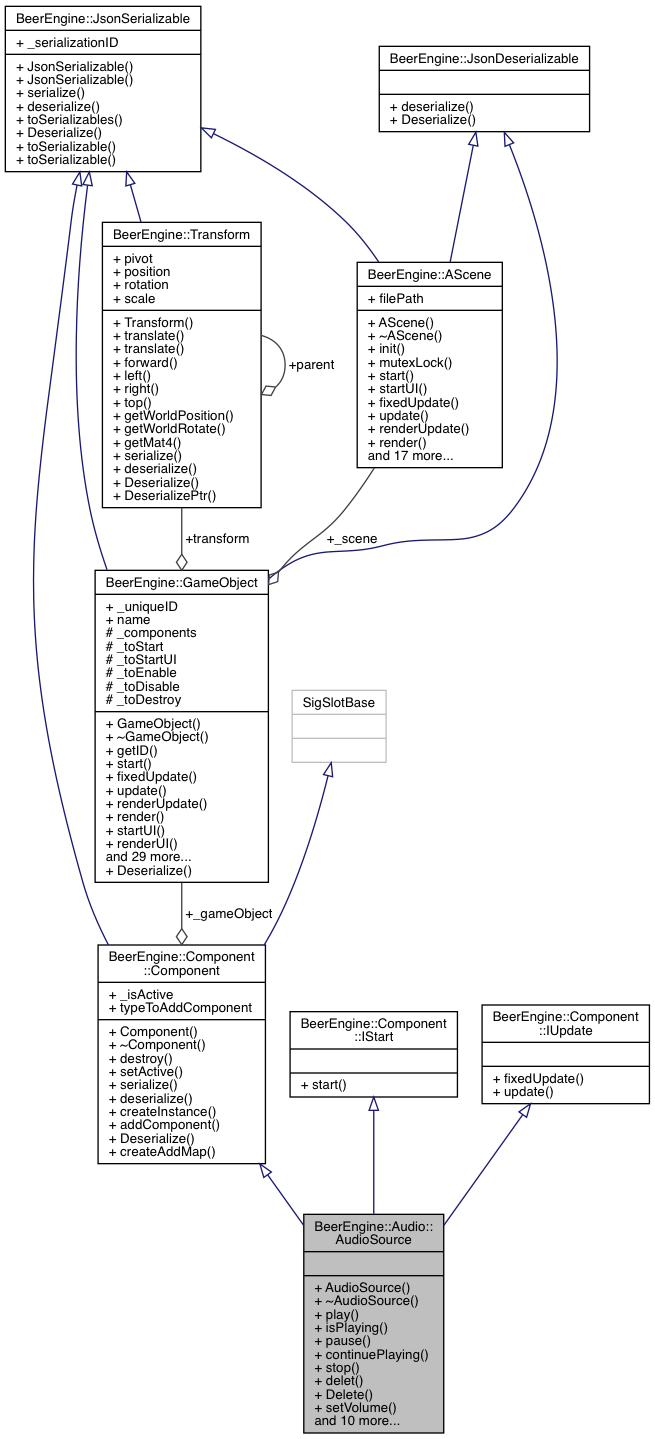 BeerEngine::JsonSerializable
+ _serializationID
+ JsonSerializable()
+ JsonSerializable()
+ serialize()
+ deserialize()
+ toSerializables()
+ Deserialize()
+ toSerializable()
+ toSerializable()
BeerEngine::JsonDeserializable
+ deserialize()
+ Deserialize()
BeerEngine::Transform
+ pivot
+ position
+ rotation
+ scale
+ Transform()
+ translate()
+ translate()
+ forward()
+ left()
+ right()
+ top()
+ getWorldPosition()
+ getWorldRotate()
+ getMat4()
+ serialize()
+ deserialize()
+ Deserialize()
+ DeserializePtr()
+parent
BeerEngine::AScene
+ filePath
+ AScene()
+ ~AScene()
+ init()
+ mutexLock()
+ start()
+ startUI()
+ fixedUpdate()
+ update()
+ renderUpdate()
+ render()
and 17 more...
+transform
+_scene
BeerEngine::GameObject
+ _uniqueID
+ name
# _components
# _toStart
# _toStartUI
# _toEnable
# _toDisable
# _toDestroy
+ GameObject()
+ ~GameObject()
+ getID()
+ start()
+ fixedUpdate()
+ update()
+ renderUpdate()
+ render()
+ startUI()
+ renderUI()
and 29 more...
+ Deserialize()
SigSlotBase
+_gameObject
BeerEngine::Component
::Component
+ _isActive
+ typeToAddComponent
+ Component()
+ ~Component()
+ destroy()
+ setActive()
+ serialize()
+ deserialize()
+ createInstance()
+ addComponent()
+ Deserialize()
+ createAddMap()
BeerEngine::Component
::IStart
+ start()
BeerEngine::Component
::IUpdate
+ fixedUpdate()
+ update()
BeerEngine::Audio::
AudioSource
+ AudioSource()
+ ~AudioSource()
+ play()
+ isPlaying()
+ pause()
+ continuePlaying()
+ stop()
+ delet()
+ Delete()
+ setVolume()
and 10 more...